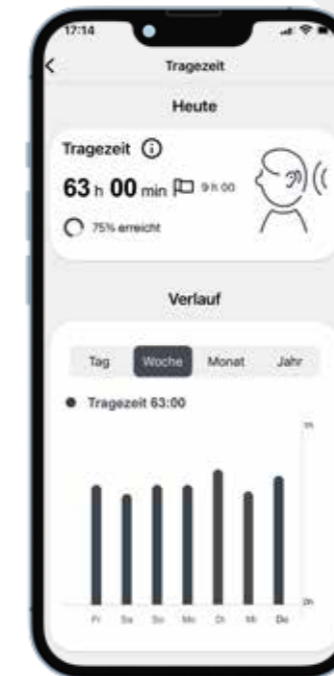 17:14
Tragezeit
Heute
Tragezeit
63 h 00 min 9 h 00
75% erreicht
Verlauf
Tag Woche Monat Jahr
Tragezeit 63:00
Fr Sa So Mo Di Mi Do